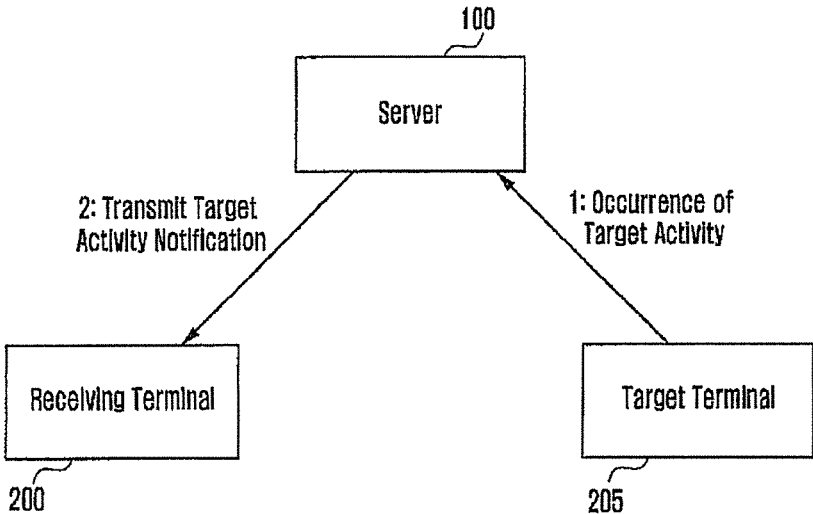 100
Server
2: Transmit Target
Activity Notification
1: Occurrence of
Target Activity
Receiving Terminal
Target Terminal
200
205